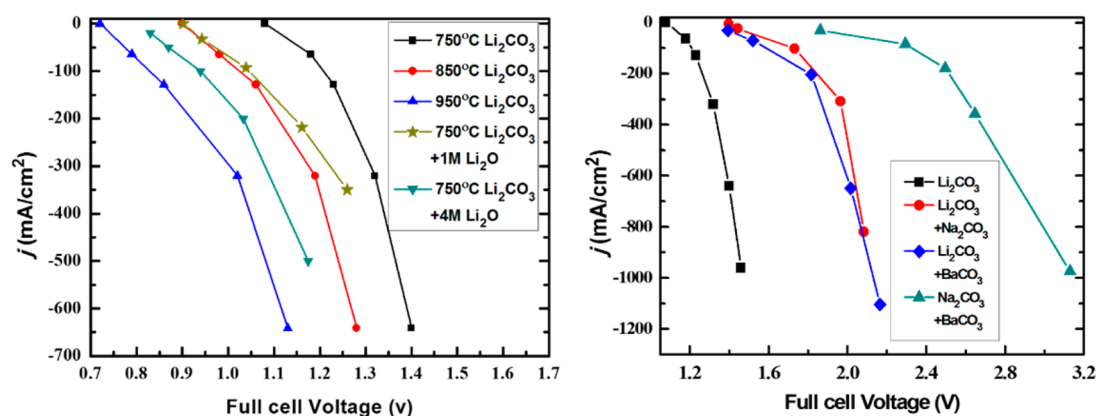 0
-100
-200
-300
-400
-500
-600
-700
j (mA/cm²)
0.7 0.8 0.9 1.0 1.1 1.2 1.3 1.4 1.5 1.6 1.7
Full cell Voltage (v)
750°C Li₂CO₃
850°C Li₂CO₃
950°C Li₂CO₃
750°C Li₂CO₃
+1M Li₂O
750°C Li₂CO₃
+4M Li₂O
0
-200
-400
-600
-800
-1000
-1200
j (mA/cm²)
1.2 1.6 2.0 2.4 2.8 3.2
Full cell Voltage (V)
Li₂CO₃
Li₂CO₃
+Na₂CO₃
Li₂CO₃
+BaCO₃
Na₂CO₃
+BaCO₃